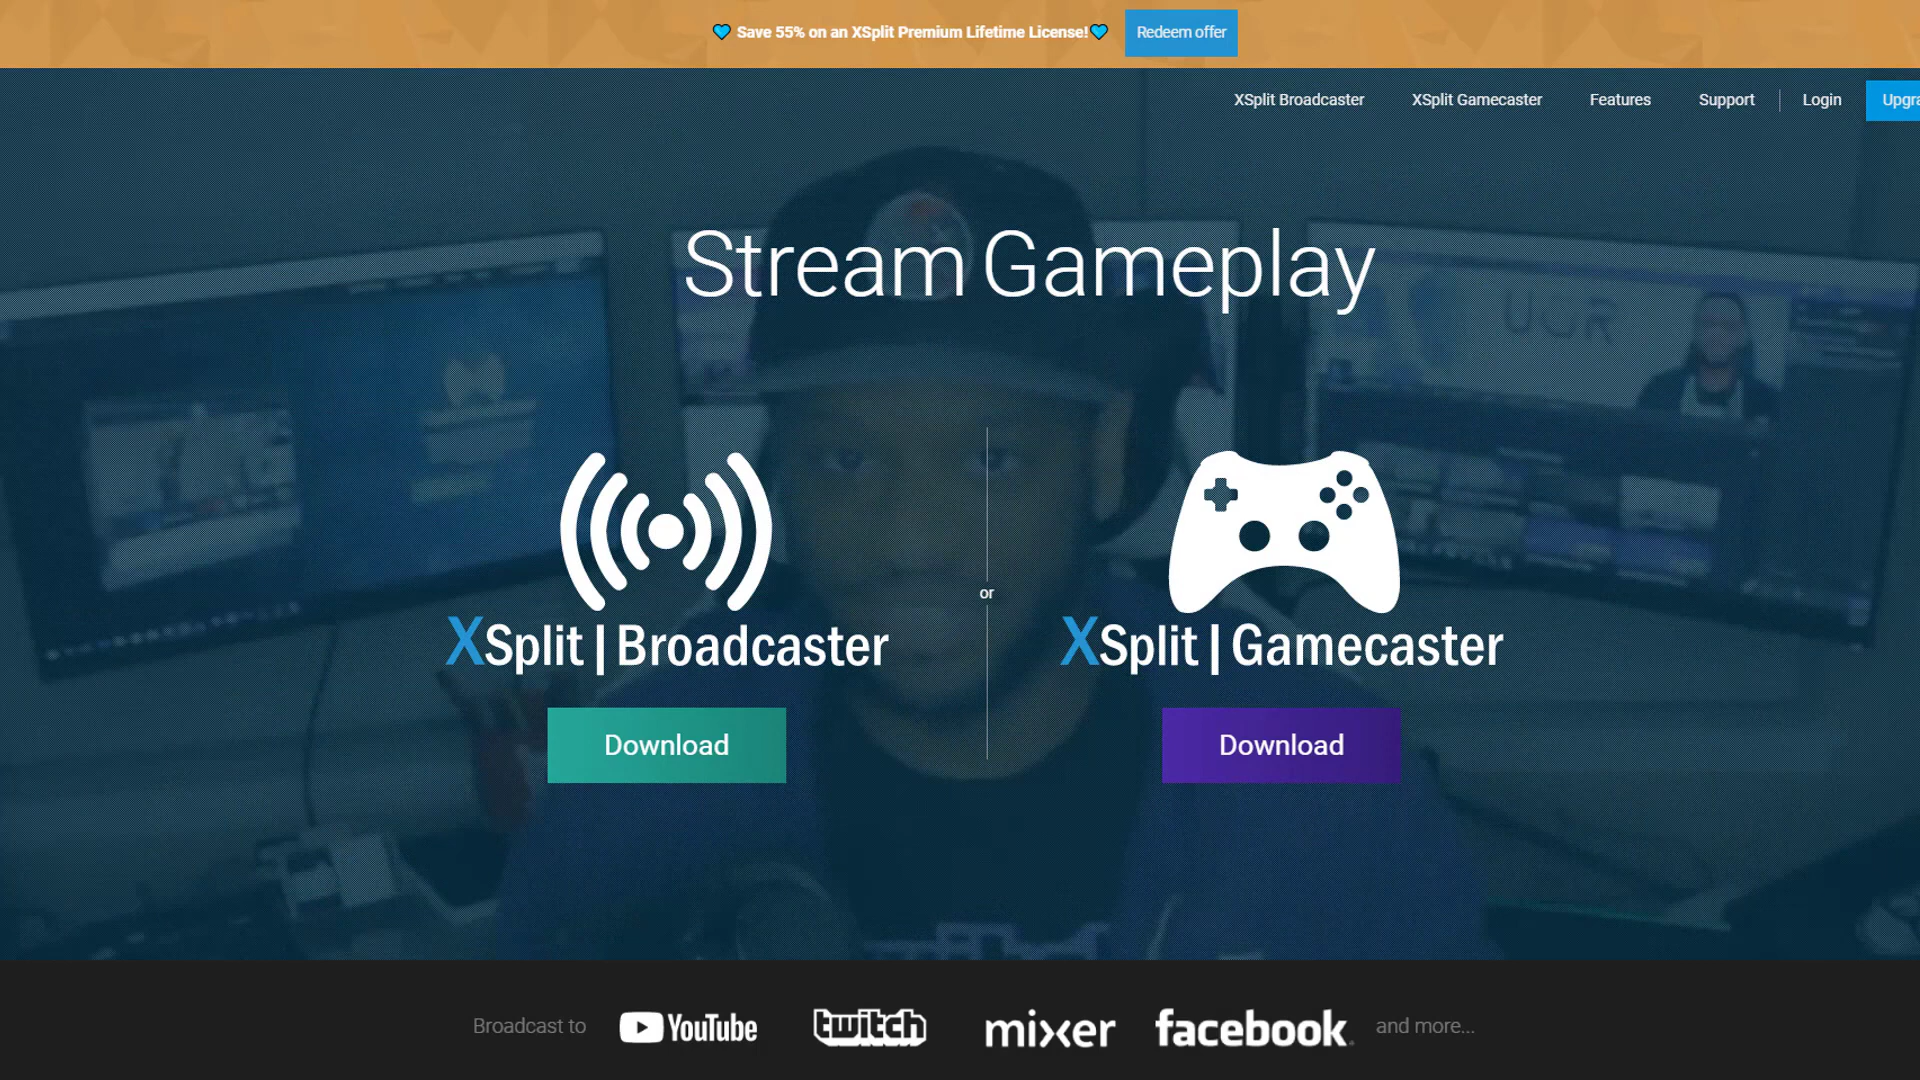 Save 55% on an XSplit Premium Lifetime License!
Redeem offer
XSplit Broadcaster
XSplit Gamecaster
Features
Support
Login
Upgra
Stream Gameplay
XSplit | Broadcaster
or
XSplit | Gamecaster
Download
Download
Broadcast to
YouTube
twitch
mixer
facebook
and more...